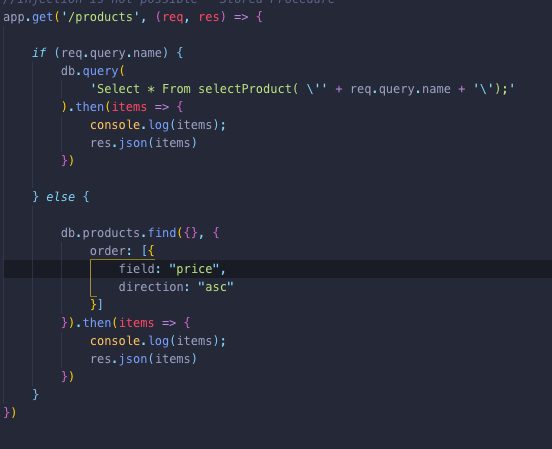 //Injection is not possible - Stored Procedure
app.get('/products', (req, res) => {
if (req.query.name) {
db.query(
'Select * From selectProduct( \'' + req.query.name + '\');'
).then(items => {
console.log(items);
res.json(items)
})
} else {
db.products.find({}, {
order: [{
field: "price",
direction: "asc"
}]
}).then(items => {
console.log(items);
res.json(items)
})
}
})